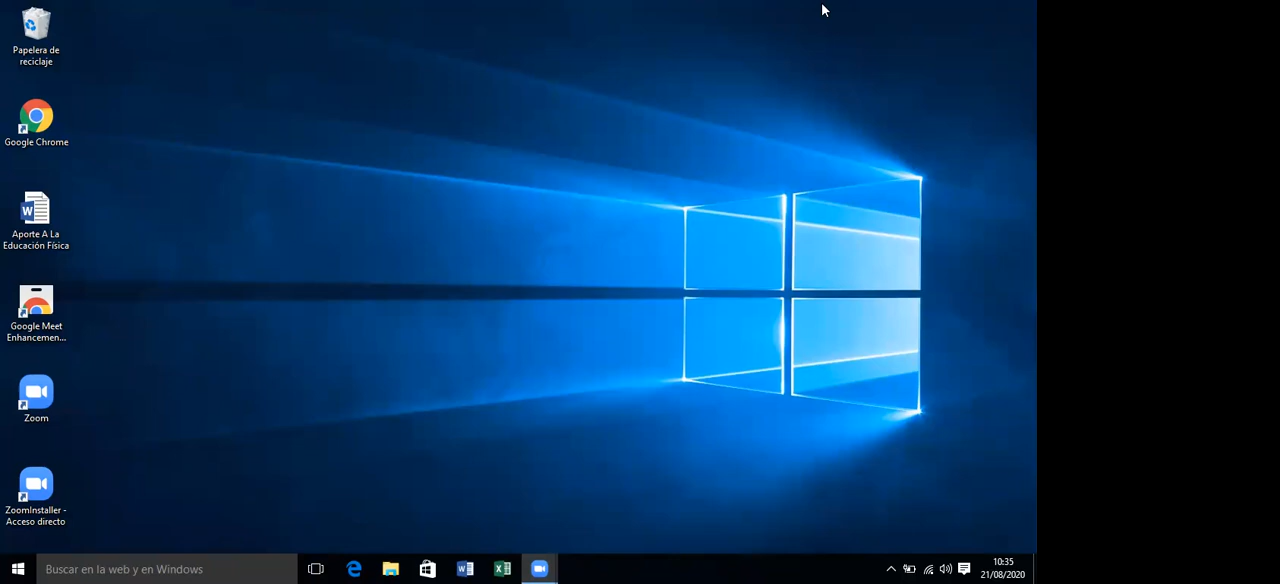 Papelera de
reciclaje
Google Chrome
Aporte A La
Educación Física
Google Meet
Enhancemen...
Zoom
ZoomInstaller -
Acceso directo
Buscar en la web y en Windows
10:35
21/08/2020